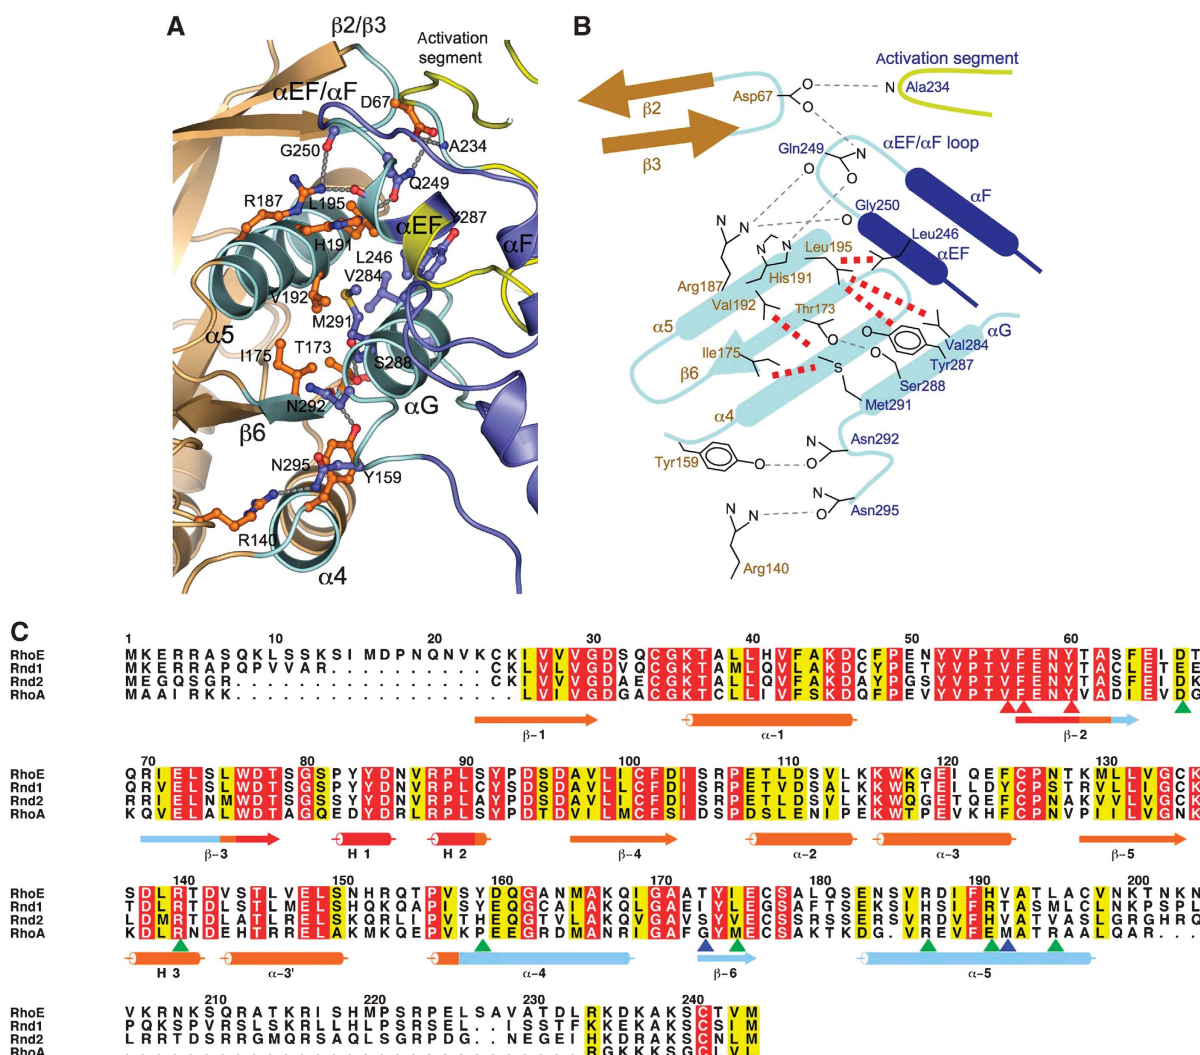 A
β2/β3
Activation
segment
αEF/αF
D67
G250
A234
Q249
R187
L195
αEF
Y287
αF
H191
L246
V284
V192
M291
α5
I175
T173
S288
N292
αG
β6
N295
Y159
R140
α4
B
Activation segment
β2
Asp67
O
N
Ala234
O
β3
Gln249
N
αEF/αF loop
O
O
αF
Gly250
N
N
O
Leu246
N
N
Leu195
αEF
His191
Arg187
Val192
Thr173
α5
O
αG
Val284
Ile175
O
O
Tyr287
β6
S
Ser288
Met291
α4
N
Asn292
Tyr159
O
O
N
Asn295
N
N
O
Arg140
C
1 10 20 30 40 50 60
RhoE MKERRASQKLSSKSIMDPNQNVKCKIVVVGDSQCGKTALLHVFAKDCFPENYVPTVFENYTASFEIDT
Rnd1 MKERRAPQPVVAR............CKLVLVGDVQCGKTAMLQVLAKDCYPETYVPTVFENYTACLETEE
Rnd2 MEGQSGR................CKIVVVGDAECGKTALLQVFAKDAYPGSYVPTVFENYTASFEIDK
RhoA MAAIRKK..................LVIVGDGACGKTCLLIVFSKDQFPEVYVPTVFENYVADIEVDG
β-1 α-1 β-2
70 80 90 100 110 120 130
RhoE QRIELSLWDTSGSPYYDNVRPLSYPDSDAVLICFDISRPETLDSVLKKWKGEIQEFCPNTKMLLVGCK
Rnd1 QRVELSLWDTSGSPYYDNVRPLCYSDSDAVLLCFDISRPETVDSALKKWRTEILDYCPSTRVLLIGCK
Rnd2 RRIELNMWDTSGSSYYDNVRPLAYPDSDAVLICFDISRPETLDSVLKKWQGETQEFCPNAKVVLVGCK
RhoA KQVELALWDTAGQEDYDRLRPLSYPDTDVILMCFSIDSPDSLENIPEKWTPEVKHFCPNVPIILVGNK
β-3 H 1 H 2 β-4 α-2 α-3 β-5
140 150 160 170 180 190 200
RhoE SDLRTDVSTLVELSNHRQTPVSYDQGANMAKQIGAATYIECSALQSENSVRDIFHVATLACVNKTNKN
Rnd1 TDLRTDLSTLMELSHQKQAPISYEQGCAIAKQLGAEIYLEGSAFTSEKSIHSIFRTASMLCLNKPSPL
Rnd2 LDMRTDLATLRELSKQRLIPVTHEQGTVLAKQVGAVSYVECSSRSSERSVRDVFHVATVASLGRGHRQ
RhoA KDLRNDEHTRRELAKMKQEPVKPEEGRDMANRIGAFGYMECSAKTKDG.VREVFEMATRAALQAR...
H 3 α-3' α-4 β-6 α-5
210 220 230 240
RhoE VKRNKSQRATKRISHMPSRPELSAVATDLRKDKAKSCTVM
Rnd1 PQKSPVRSLSKRLLHLPSRSEL..ISSTFKKEKAKSCSIM
Rnd2 LRRTDSRRGMQRSAQLSGRPDG..NEGEIHKDRAKSCNLM
RhoA .............................RGKKKSGCLVL